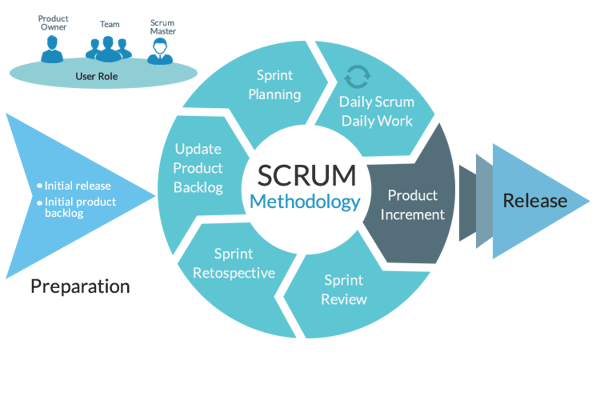 Product
Owner
Team
Scrum
Master
User Role
Sprint
Planning
Daily Scrum
Daily Work
Update
Product
Backlog
SCRUM
Methodology
Product
Increment
Release
Initial release
Initial product
backlog
Sprint
Retospective
Sprint
Review
Preparation